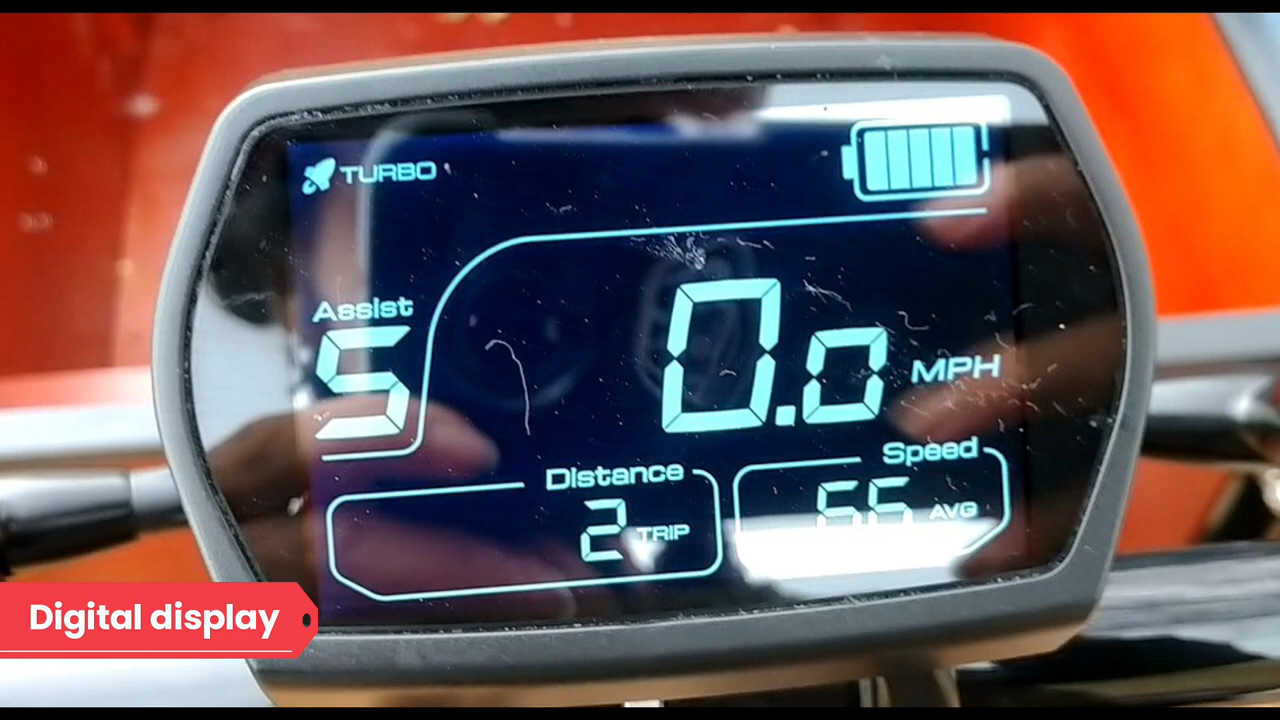 TURBO
Assist
5
0.0 MPH
Distance
2 TRIP
Speed
AVG
Digital display